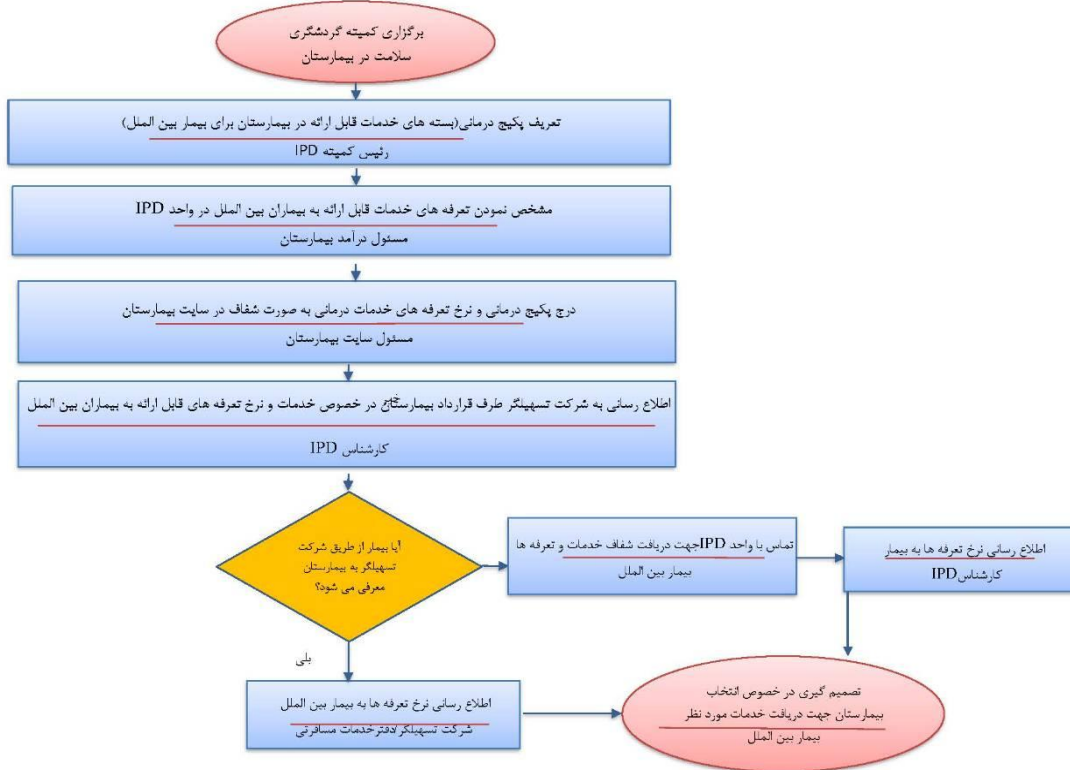 برگزاری کمیته گردشگری
سلامت در بیمارستان
تعریف پکیج درمانی(بسته های خدمات قابل ارائه در بیمارستان برای بیمار بین الملل)
رئیس کمیته IPD
مشخص نمودن تعرفه های خدمات قابل ارائه به بیماران بین الملل در واحد IPD
مسئول درآمد بیمارستان
درج پکیج درمانی و نرخ تعرفه های خدمات درمانی به صورت شفاف در سایت بیمارستان
مسئول سایت بیمارستان
اطلاع رسانی به شرکت تسهیلگر طرف قرارداد بیمارستان در خصوص خدمات و نرخ تعرفه های قابل ارائه به بیماران بین الملل
خیر
کارشناس IPD
آیا بیمار از طریق شرکت
تسهیلگر به بیمارستان
معرفی می شود؟
تماس با واحد IPDجهت دریافت شفاف خدمات و تعرفه ها
بیمار بین الملل
اطلاع رسانی نرخ تعرفه ها به بیمار
کارشناسIPD
بلی
اطلاع رسانی نرخ تعرفه ها به بیمار بین الملل
شرکت تسهیلگر/دفترخدمات مسافرتی
تصمیم گیری در خصوص انتخاب
بیمارستان جهت دریافت خدمات مورد نظر
بیمار بین الملل